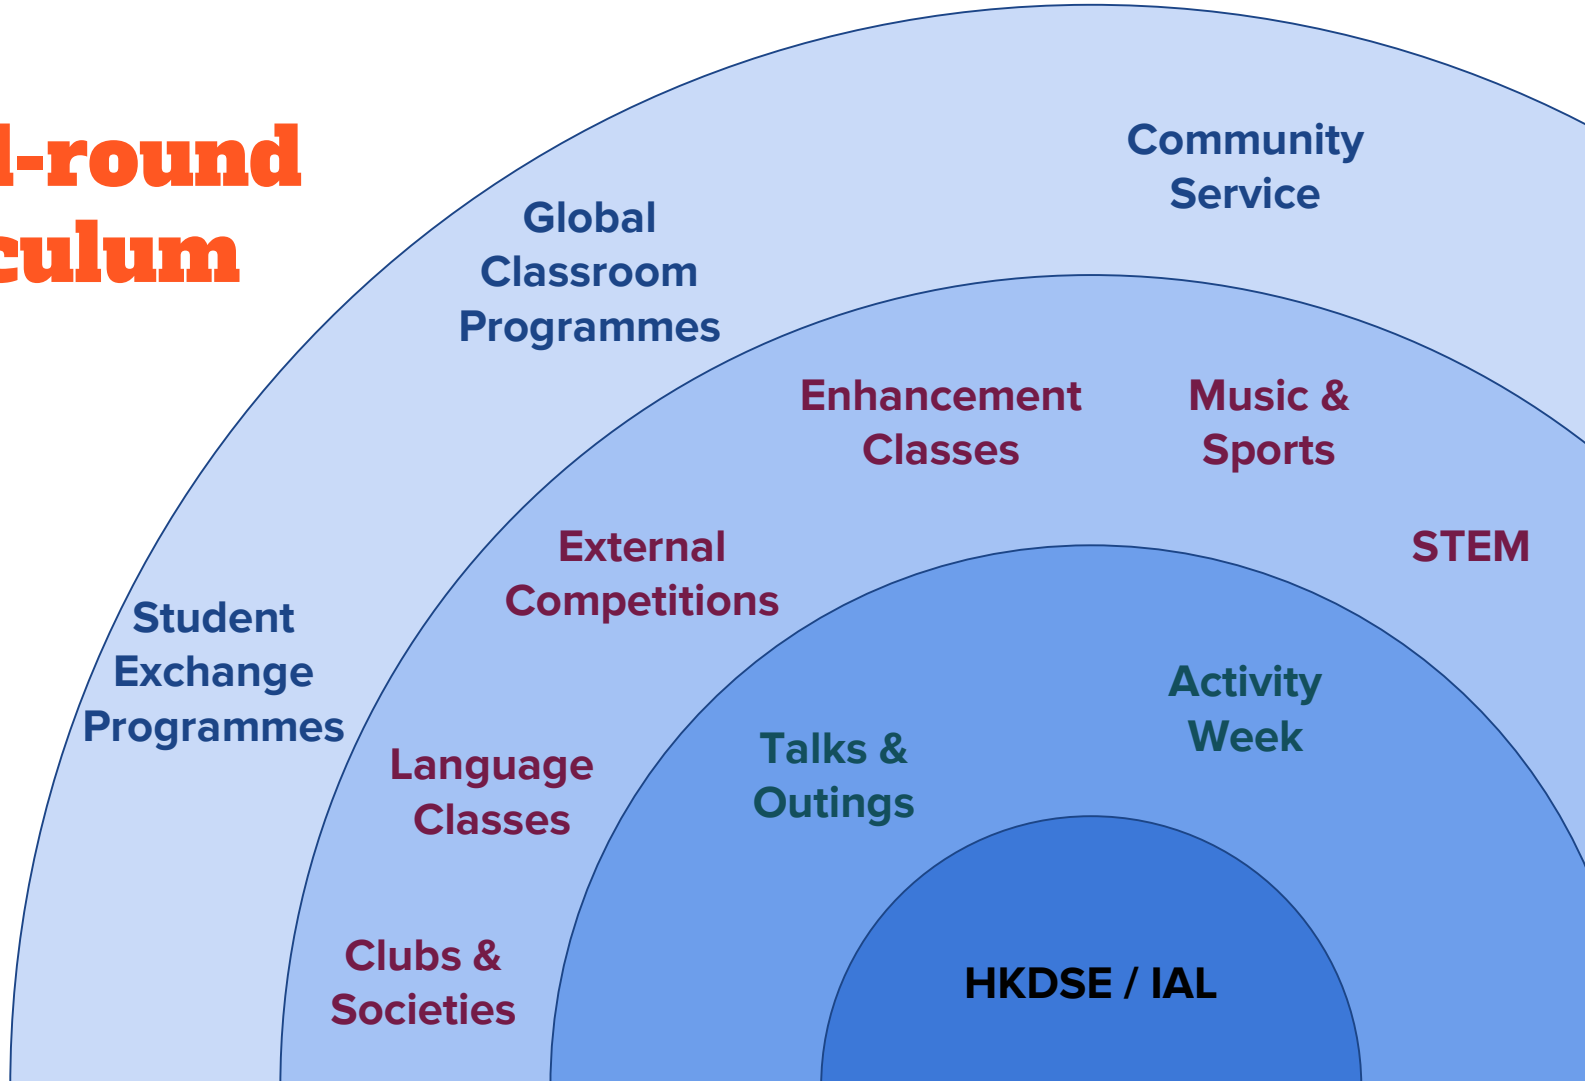 l-round
culum
Community
Service
Global
Classroom
Programmes
Enhancement
Classes
Music &
Sports
External
Competitions
STEM
Student
Exchange
Programmes
Activity
Week
Talks &
Outings
Language
Classes
Clubs &
Societies
HKDSE / IAL